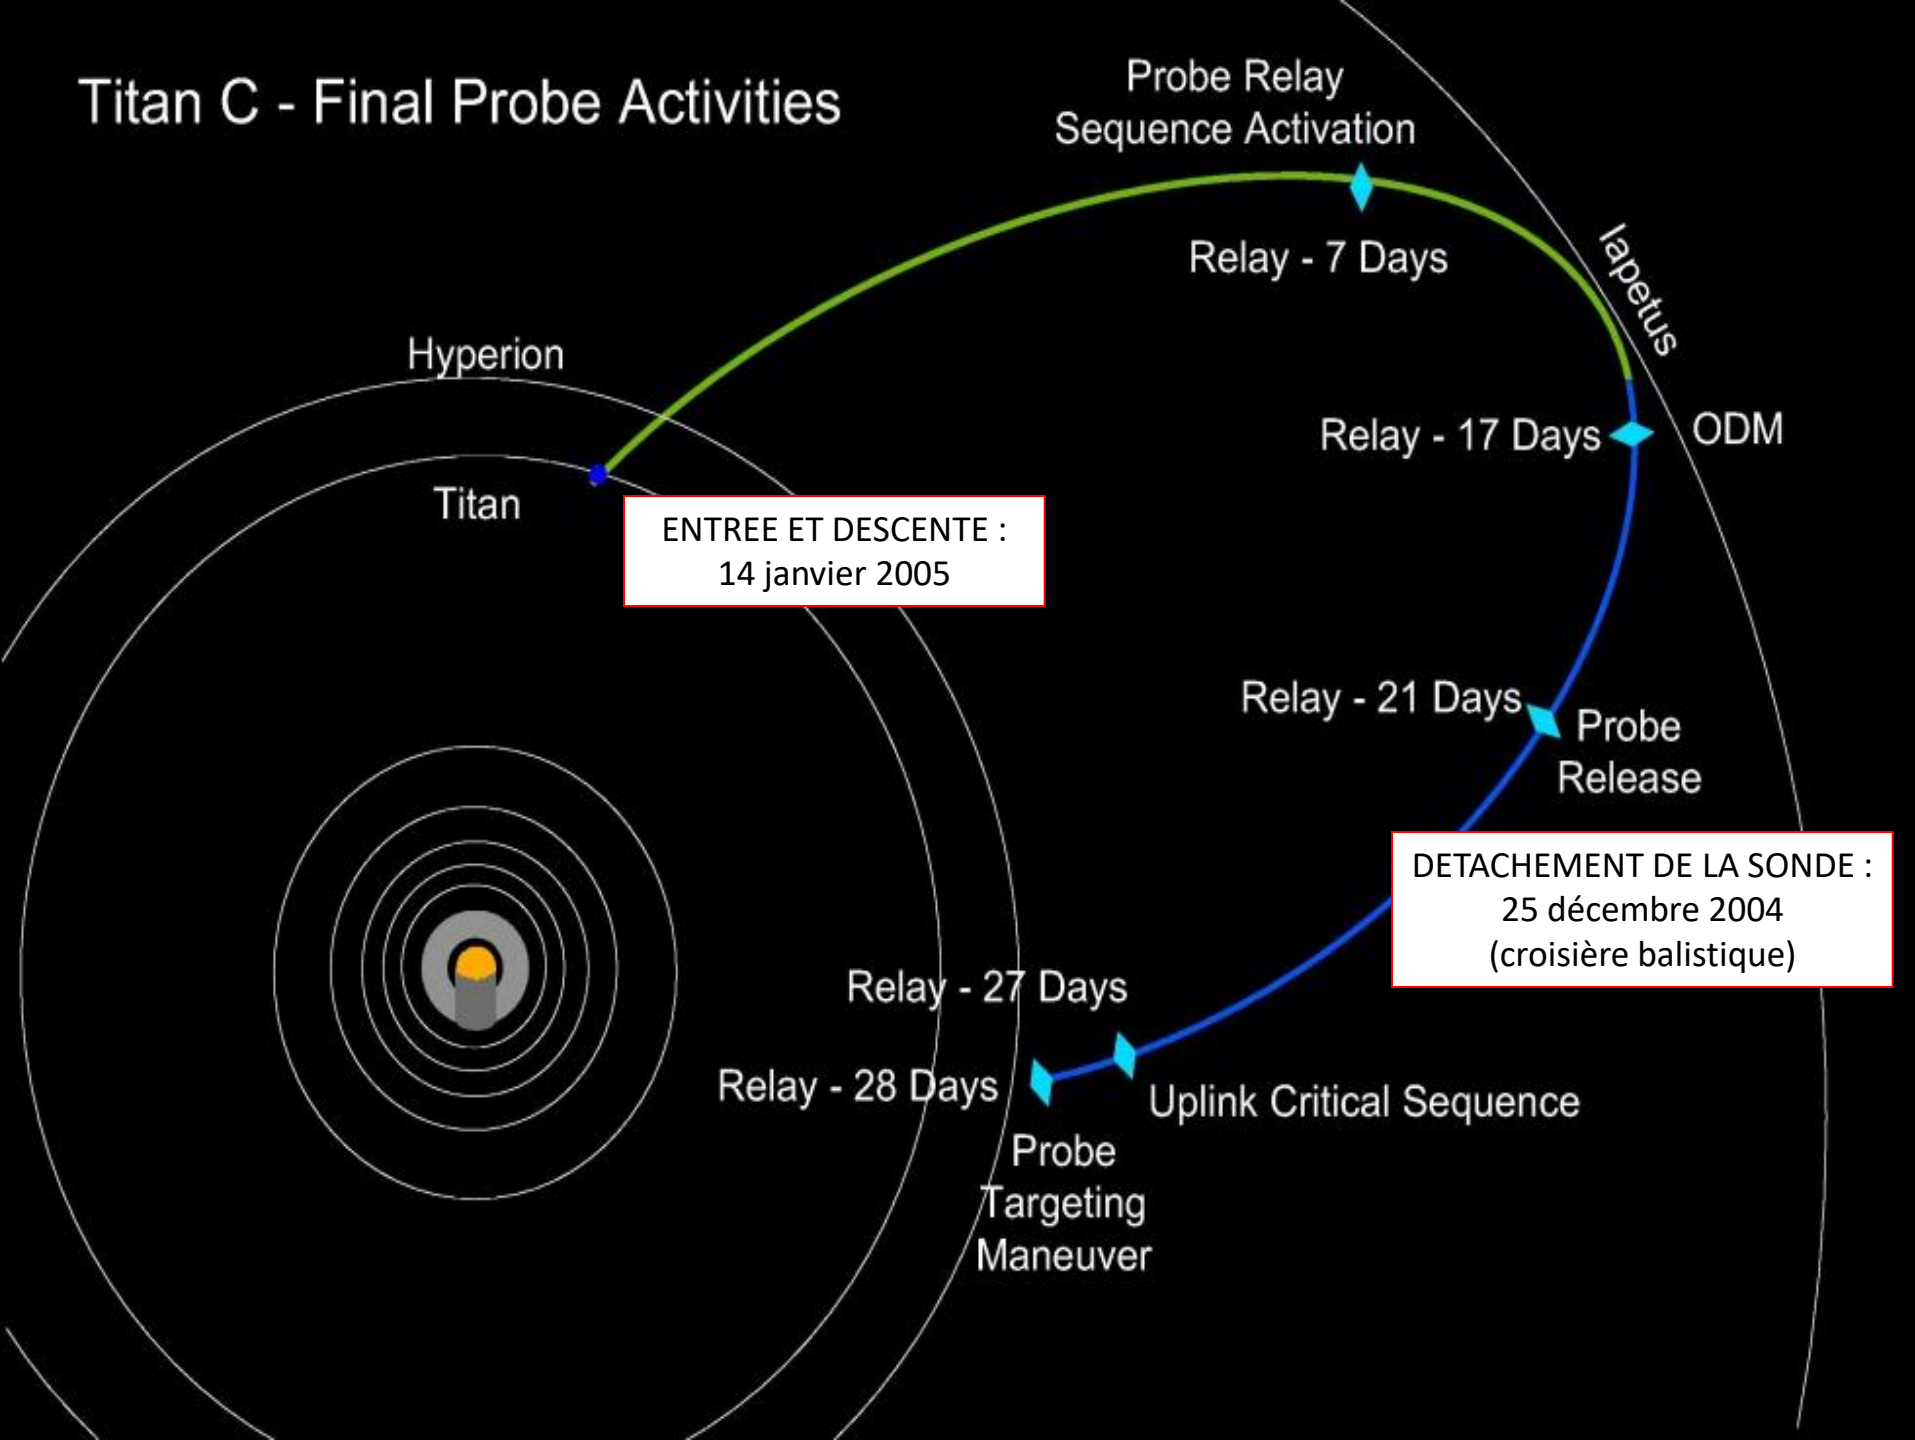 Titan C - Final Probe Activities
Probe Relay
Sequence Activation
Relay - 7 Days
Iapetus
Hyperion
Titan
ENTREE ET DESCENTE :
14 janvier 2005
Relay - 17 Days
ODM
Relay - 21 Days
Probe
Release
DETACHEMENT DE LA SONDE :
25 décembre 2004
(croisière balistique)
Relay - 27 Days
Relay - 28 Days
Uplink Critical Sequence
Probe
Targeting
Maneuver